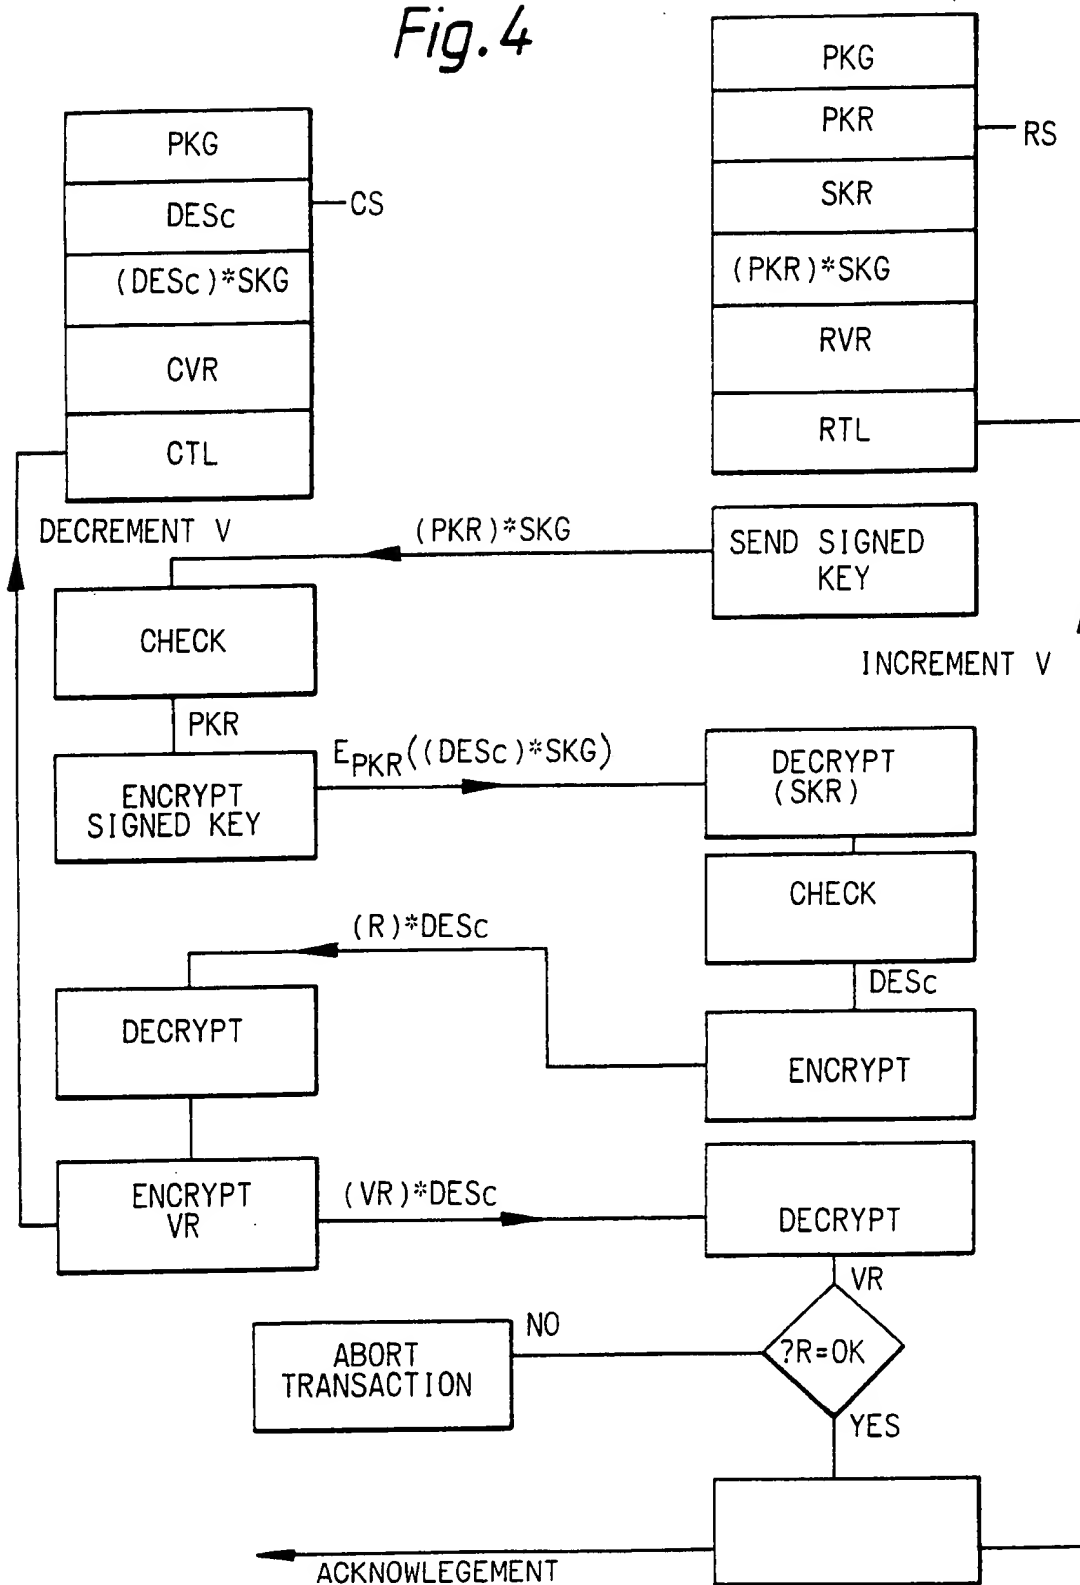 Fig. 4
PKG
DESc
CS
(DESc)*SKG
CVR
CTL
PKG
PKR
RS
SKR
(PKR)*SKG
RVR
RTL
DECREMENT V
(PKR)*SKG
SEND SIGNED
KEY
CHECK
INCREMENT V
PKR
ENCRYPT
SIGNED KEY
EPKR((DESc)*SKG)
DECRYPT
(SKR)
CHECK
DESc
(R)*DESc
DECRYPT
ENCRYPT
ENCRYPT
VR
(VR)*DESc
DECRYPT
VR
?R=OK
NO
ABORT
TRANSACTION
YES
ACKNOWLEGEMENT